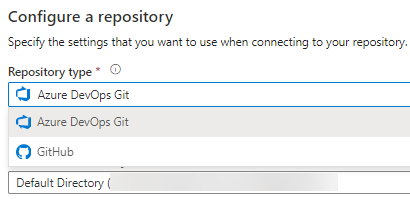 Configure a repository
Specify the settings that you want to use when connecting to your repository.
Repository type *
Azure DevOps Git
Azure DevOps Git
GitHub
Default Directory (